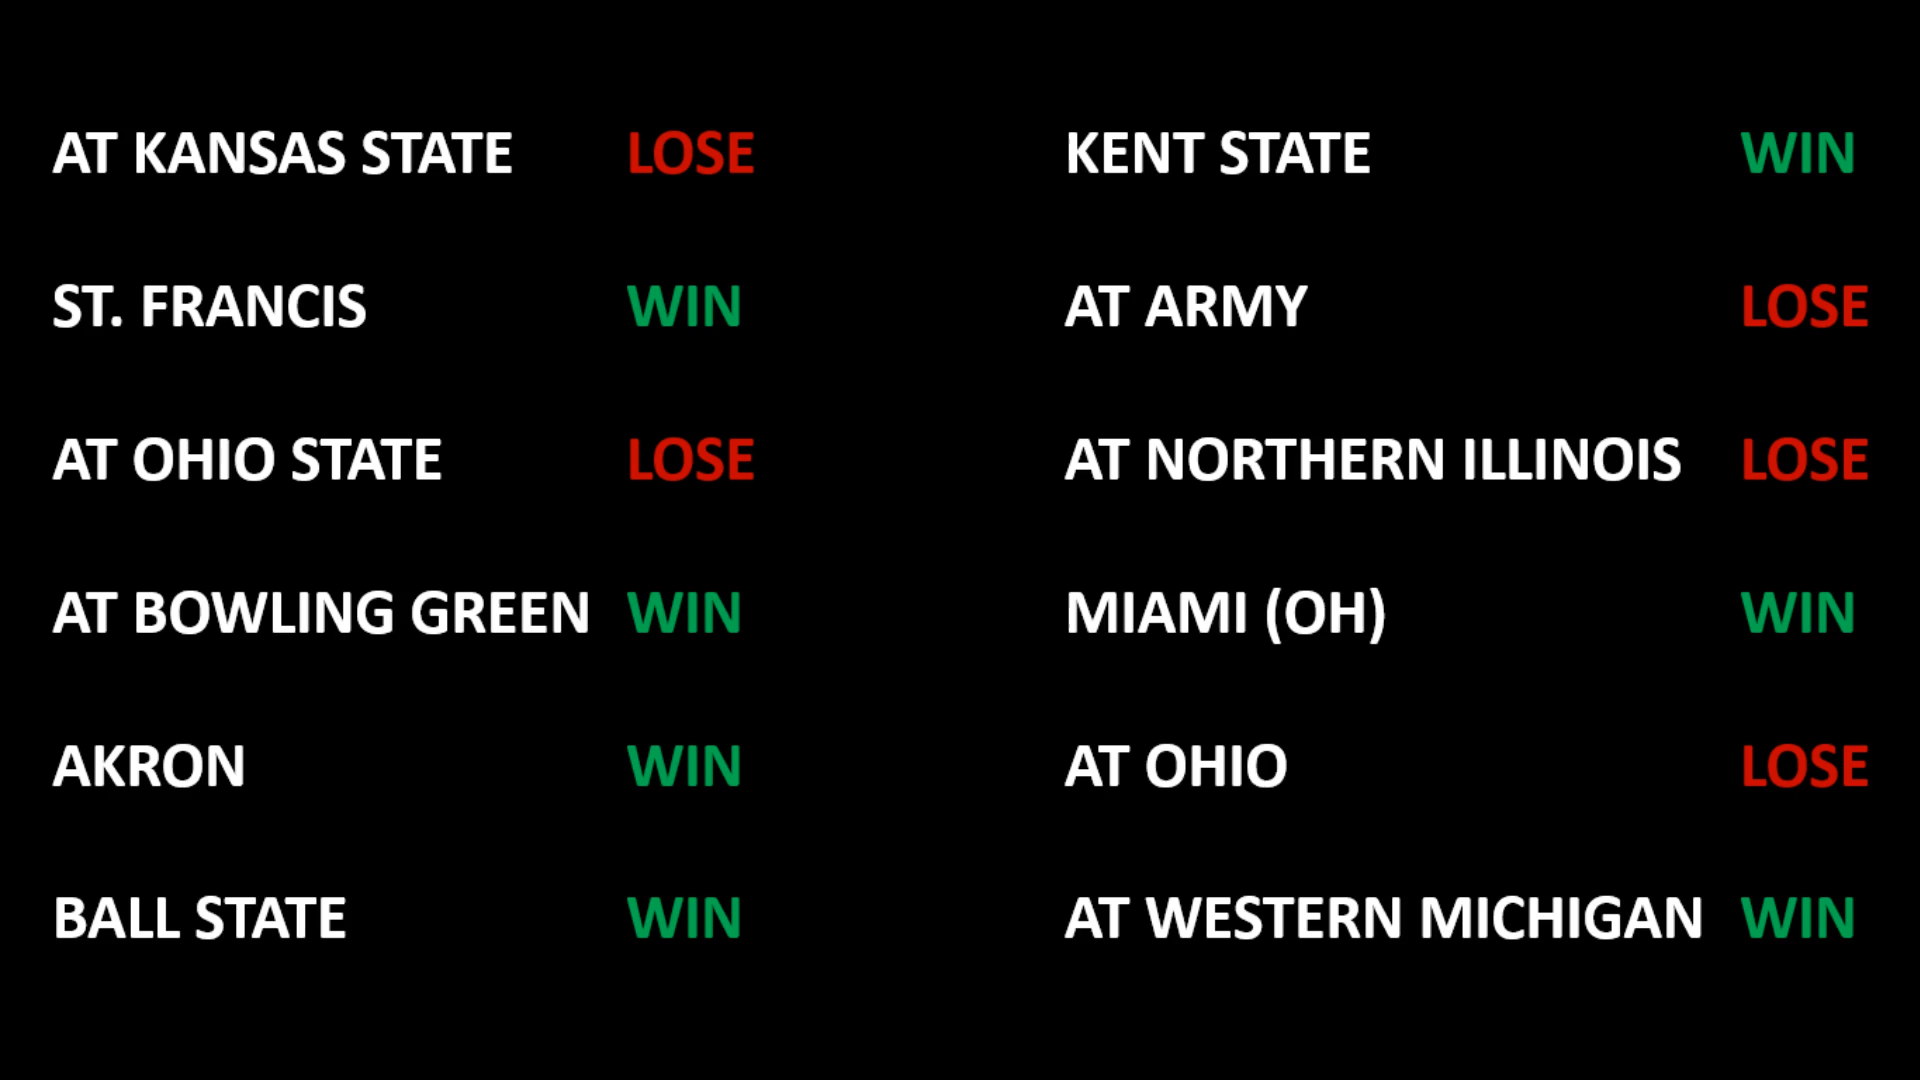 AT KANSAS STATE LOSE
ST. FRANCIS WIN
AT OHIO STATE LOSE
AT BOWLING GREEN WIN
AKRON WIN
BALL STATE WIN
KENT STATE WIN
AT ARMY LOSE
AT NORTHERN ILLINOIS LOSE
MIAMI (OH) WIN
AT OHIO LOSE
AT WESTERN MICHIGAN WIN